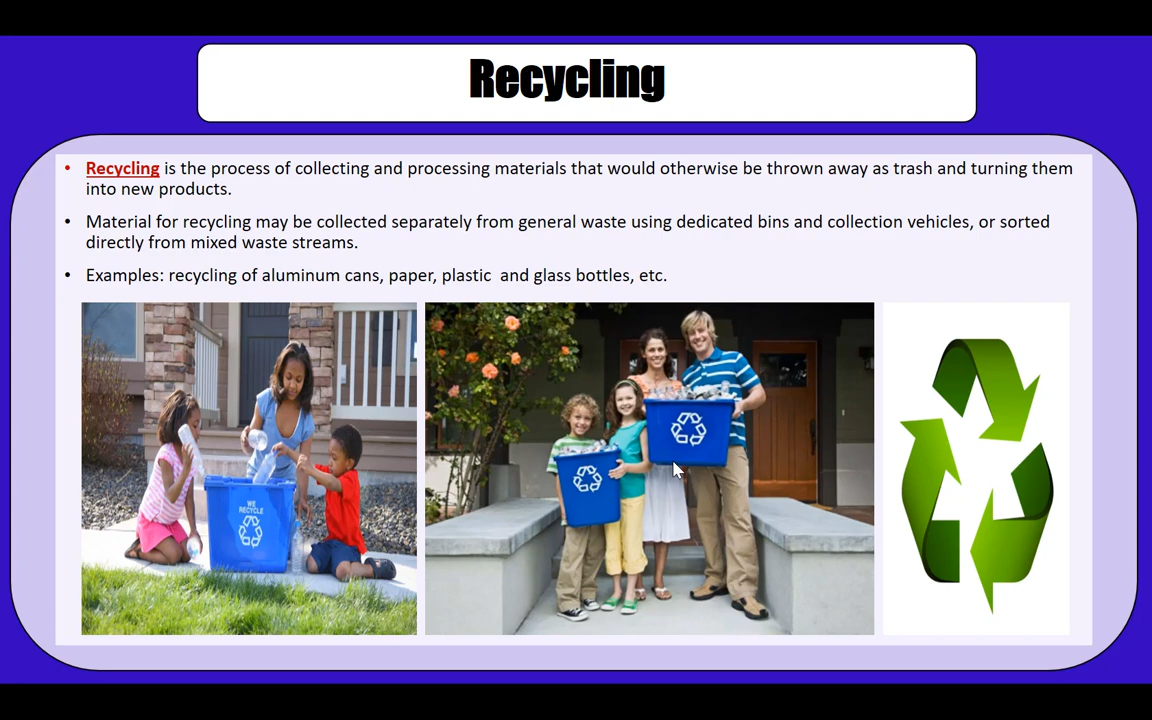 Recycling
• Recycling is the process of collecting and processing materials that would otherwise be thrown away as trash and turning them
into new products.
• Material for recycling may be collected separately from general waste using dedicated bins and collection vehicles, or sorted
directly from mixed waste streams.
• Examples: recycling of aluminum cans, paper, plastic  and glass bottles, etc.
WE
RECYCLE